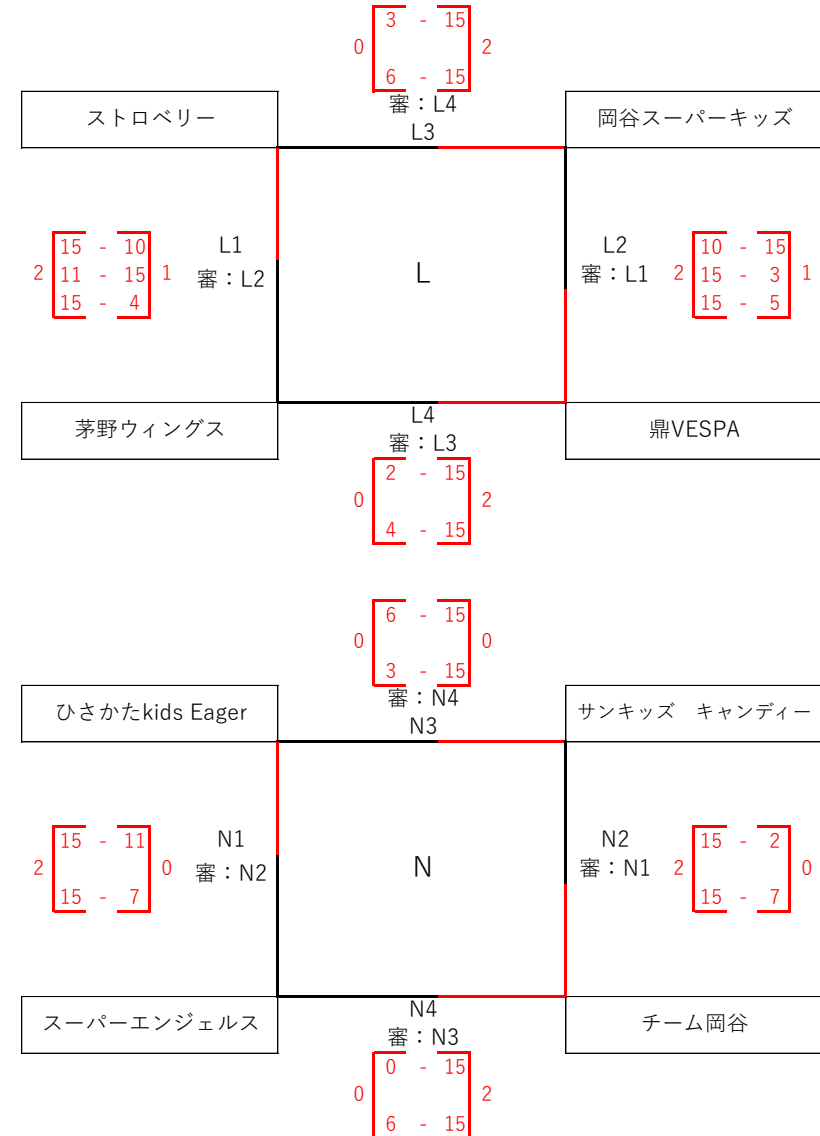 3 - 15
0 2
6 - 15
審：L4
ストロベリー 岡谷スーパーキッズ
L3
15 - 10 L1 L2 10 - 15
2 11 - 15 1 審：L2 L 審：L1 2 15 - 3 1
15 - 4 15 - 5
茅野ウィングス L4 鼎VESPA
審：L3
2 - 15
0 2
4 - 15
6 - 15
0 0
3 - 15
審：N4
ひさかたkids Eager サンキッズ　キャンディー
N3
15 - 11 N1 N2 15 - 2
2 0 審：N2 N 審：N1 2 0
15 - 7 15 - 7
スーパーエンジェルス N4 チーム岡谷
審：N3
0 - 15
0 2
6 - 15